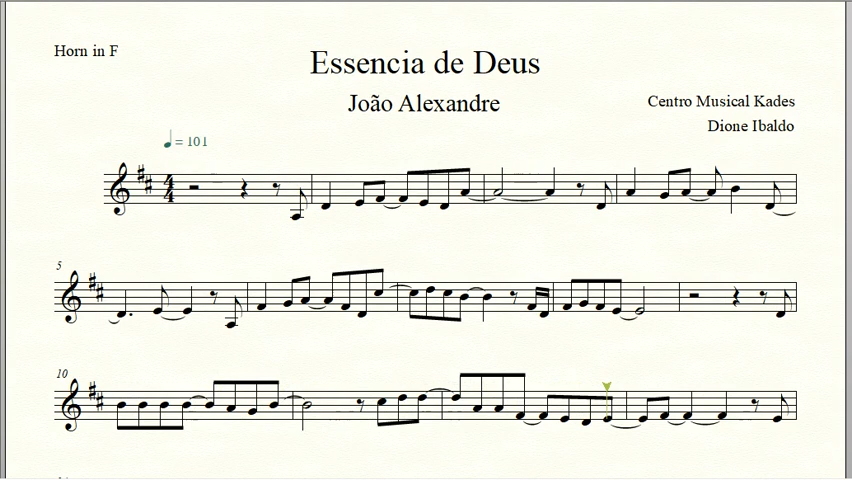 Horn in F
Essencia de Deus
João Alexandre
Centro Musical Kades
Dione Ibaldo
= 101
4
4
5
10